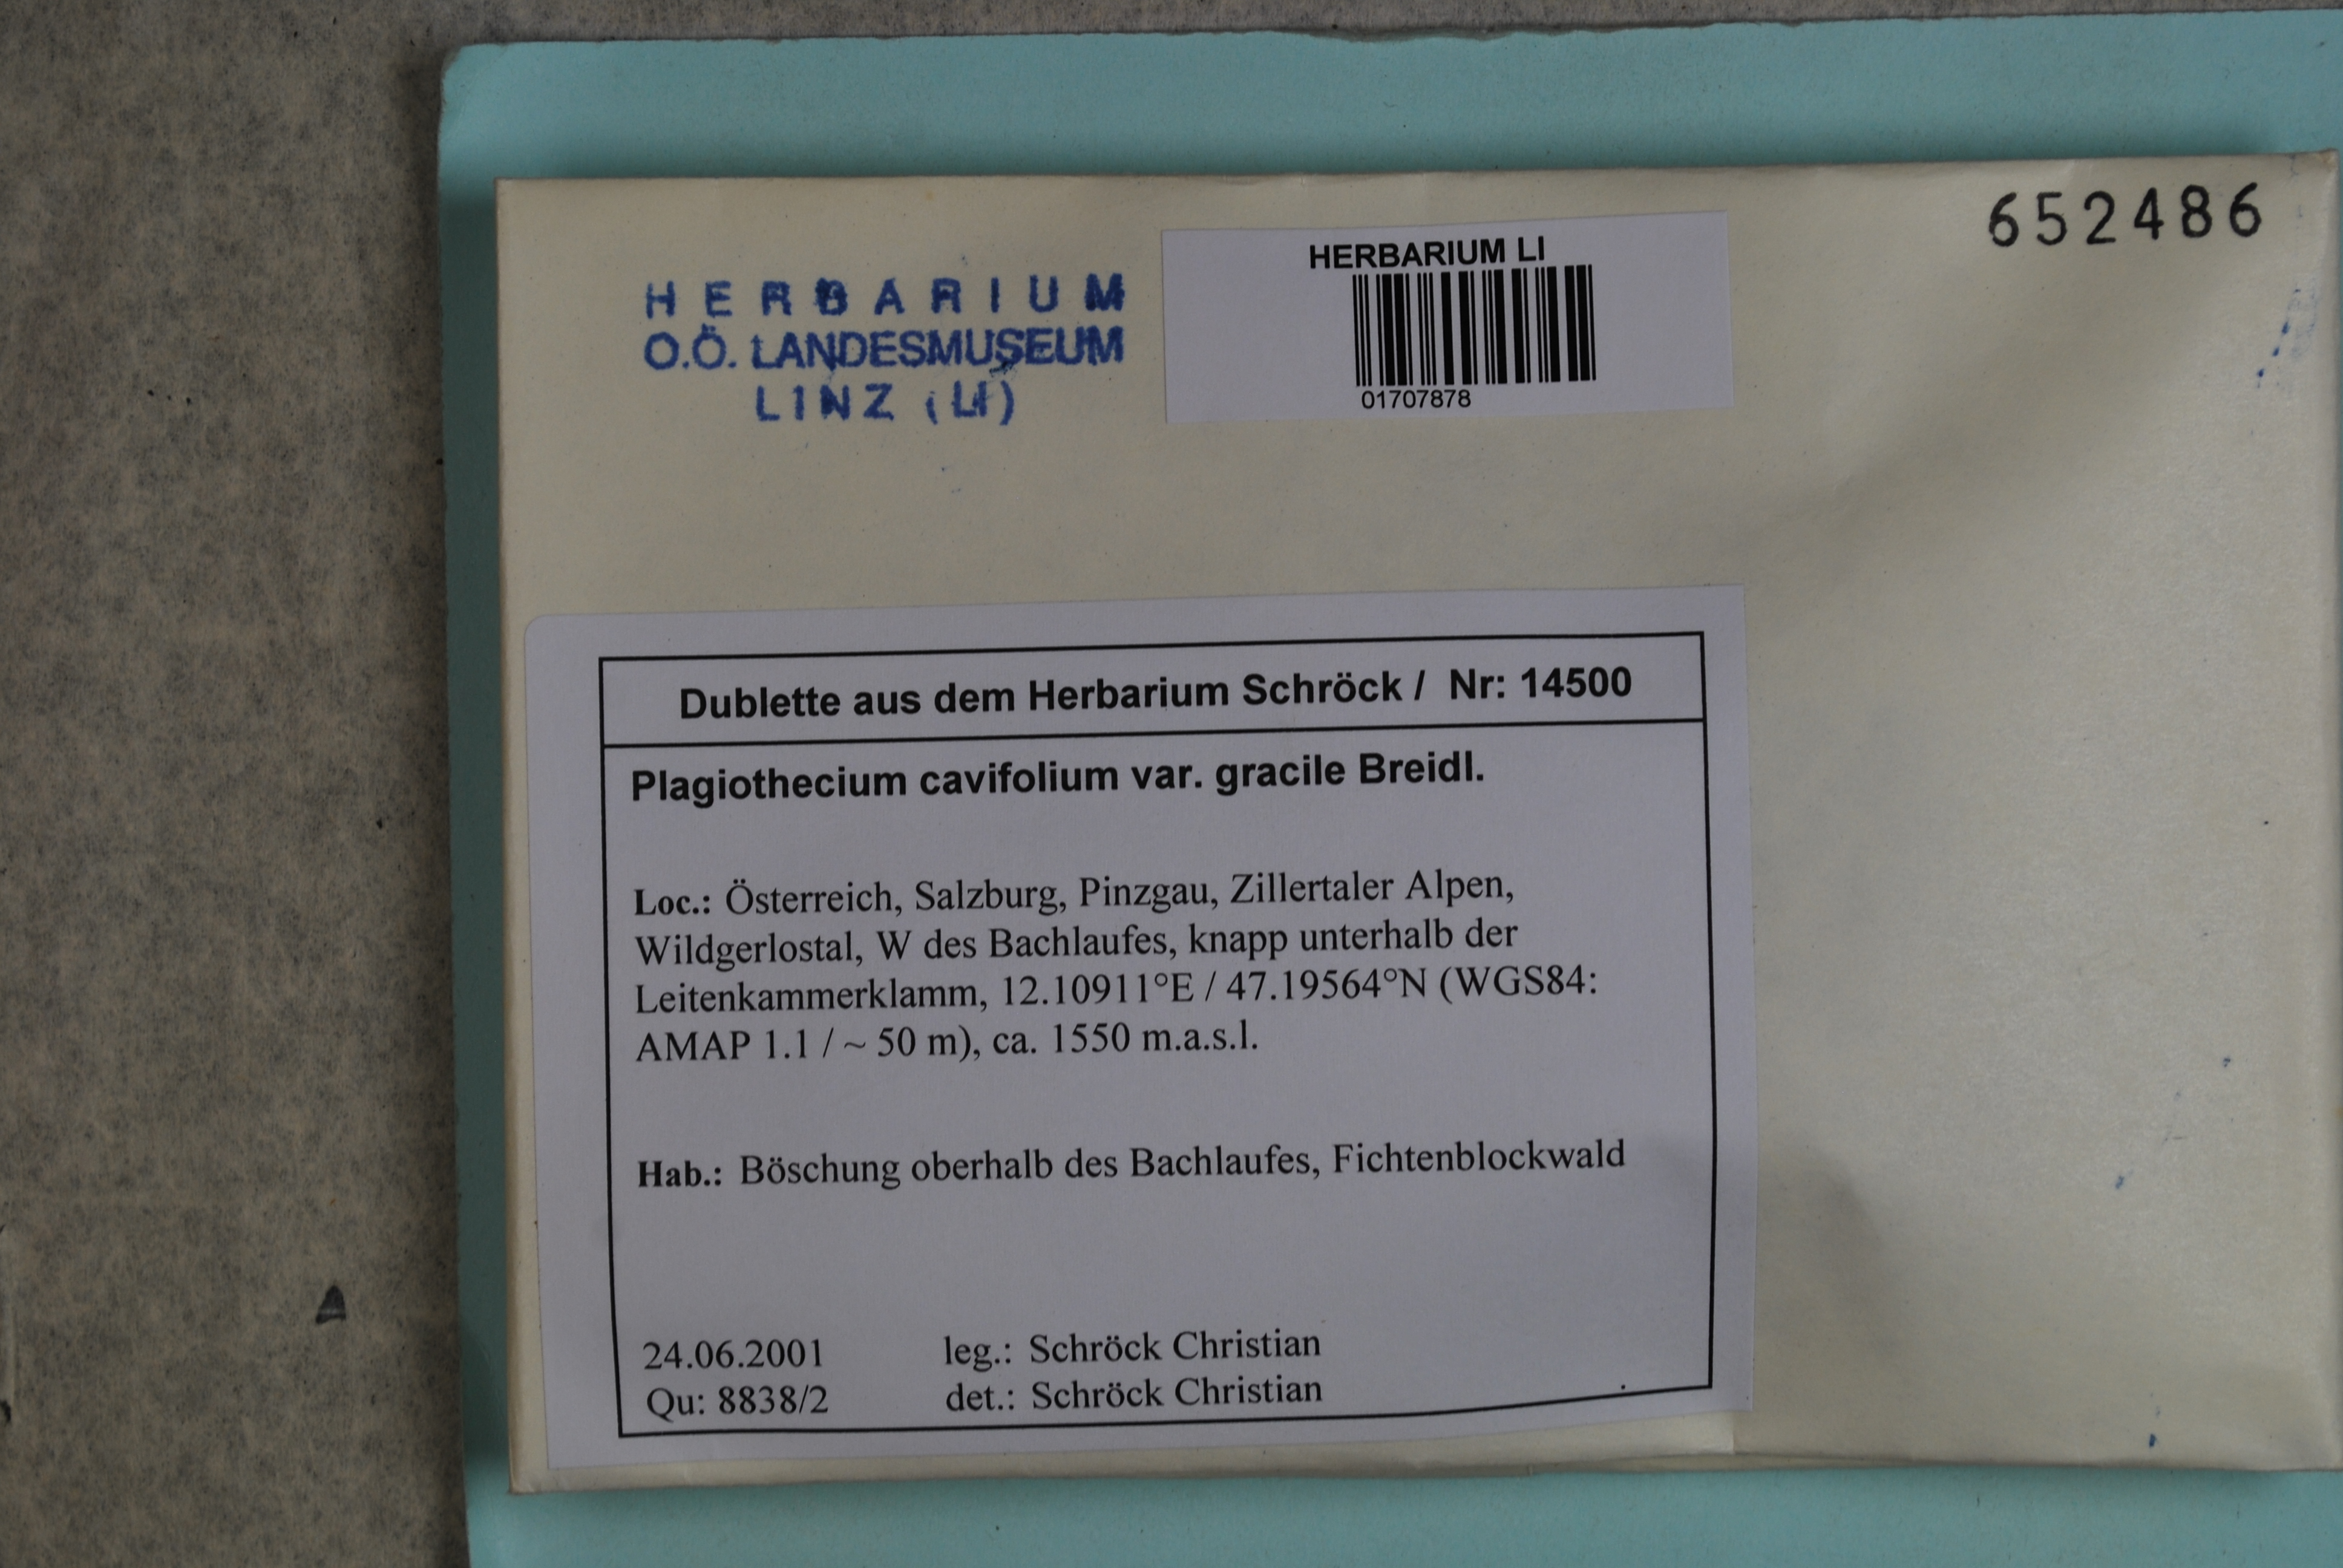 652486
HERBARIUM
O.Ö. LANDESMUSEUM
LINZ (LI)
HERBARIUM LI
01707878
Dublette aus dem Herbarium Schröck / Nr: 14500
Plagiothecium cavifolium var. gracile Breidl.
Loc.: Österreich, Salzburg, Pinzgau, Zillertaler Alpen,
Wildgerlostal, W des Bachlaufes, knapp unterhalb der
Leitenkammerklamm, 12.10911°E / 47.19564°N (WGS84:
AMAP 1.1 / ~ 50 m), ca. 1550 m.a.s.l.
Hab.: Böschung oberhalb des Bachlaufes, Fichtenblockwald
24.06.2001 leg.: Schröck Christian
Qu: 8838/2 det.: Schröck Christian